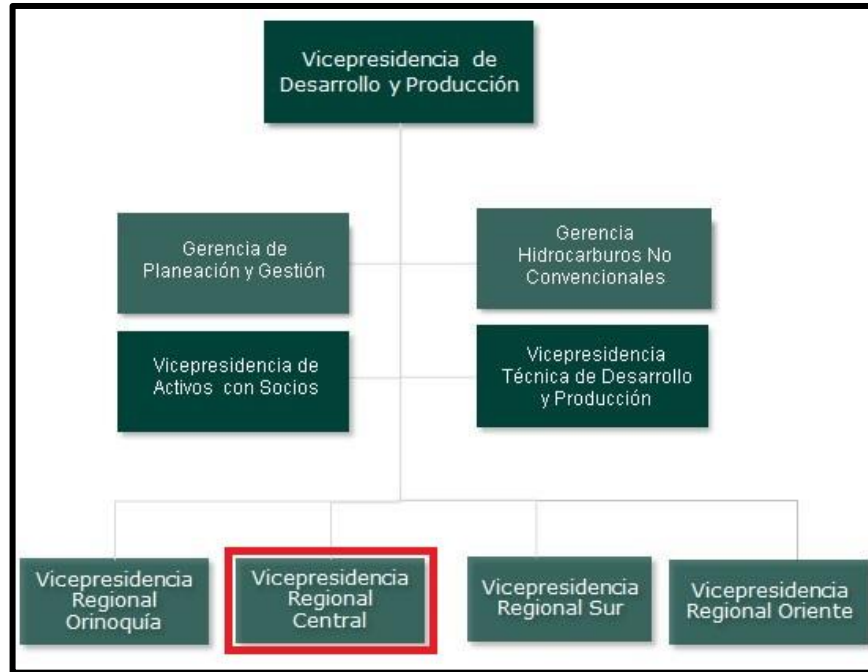 Vicepresidencia de
Desarrollo y Producción
Gerencia de
Planeación y Gestión
Gerencia
Hidrocarburos No
Convencionales
Vicepresidencia de
Activos con Socios
Vicepresidencia
Técnica de Desarrollo
y Producción
Vicepresidencia
Regional
Orinoquía
Vicepresidencia
Regional
Central
Vicepresidencia
Regional Sur
Vicepresidencia
Regional Oriente